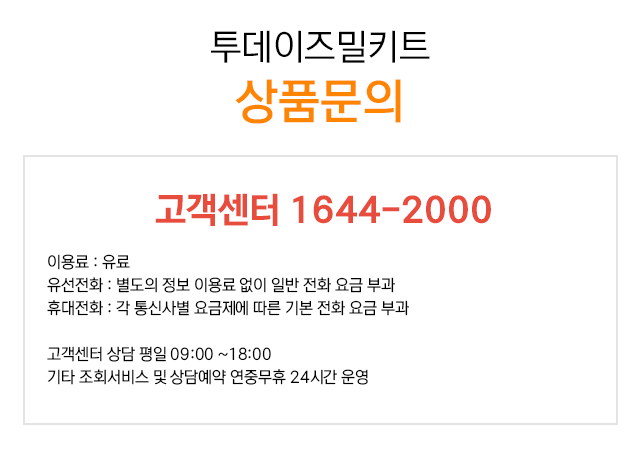 투데이즈밀키트
상품문의
고객센터 1644-2000
이용료 : 유료
유선전화 : 별도의 정보 이용료 없이 일반 전화 요금 부과
휴대전화 : 각 통신사별 요금제에 따른 기본 전화 요금 부과
고객센터 상담 평일 09:00 ~18:00
기타 조회서비스 및 상담예약 연중무휴 24시간 운영